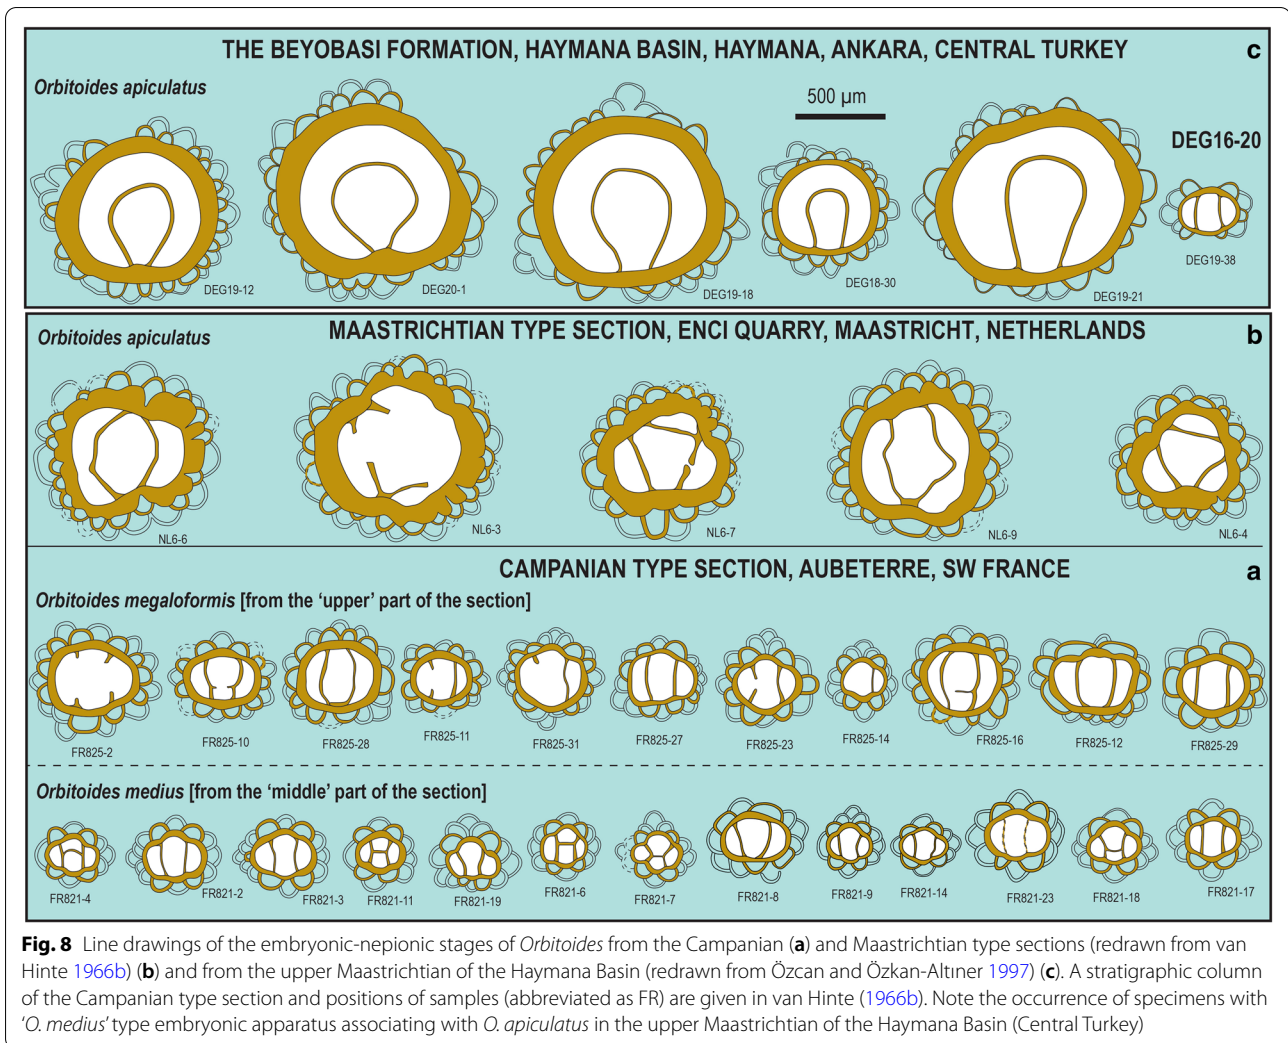 THE BEYOBASI FORMATION, HAYMANA BASIN, HAYMANA, ANKARA, CENTRAL TURKEY
c
Orbitoides apiculatus
500 µm
DEG16-20
DEG19-12
DEG20-1
DEG19-18
DEG18-30
DEG19-21
DEG19-38
Orbitoides apiculatus
MAASTRICHTIAN TYPE SECTION, ENCI QUARRY, MAASTRICHT, NETHERLANDS
b
NL6-6
NL6-3
NL6-7
NL6-9
NL6-4
CAMPANIAN TYPE SECTION, AUBETERRE, SW FRANCE
a
Orbitoides megaloformis [from the ‘upper’ part of the section]
FR825-2
FR825-10
FR825-28
FR825-11
FR825-31
FR825-27
FR825-23
FR825-14
FR825-16
FR825-12
FR825-29
Orbitoides medius [from the ‘middle’ part of the section]
FR821-4
FR821-2
FR821-3
FR821-11
FR821-19
FR821-6
FR821-7
FR821-8
FR821-9
FR821-14
FR821-23
FR821-18
FR821-17
Fig. 8 Line drawings of the embryonic-nepionic stages of Orbitoides from the Campanian (a) and Maastrichtian type sections (redrawn from van
Hinte 1966b) (b) and from the upper Maastrichtian of the Haymana Basin (redrawn from Özcan and Özkan-Altıner 1997) (c). A stratigraphic column
of the Campanian type section and positions of samples (abbreviated as FR) are given in van Hinte (1966b). Note the occurrence of specimens with
‘O. medius’ type embryonic apparatus associating with O. apiculatus in the upper Maastrichtian of the Haymana Basin (Central Turkey)